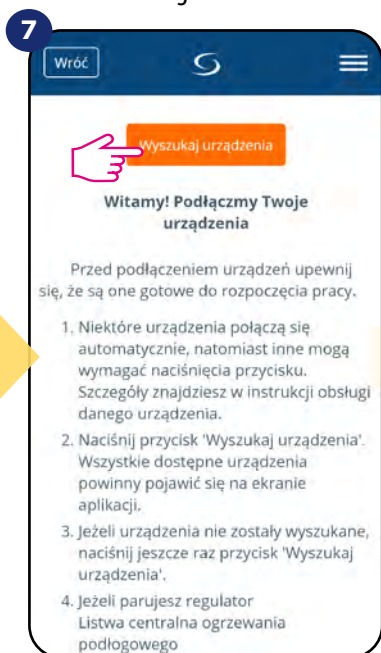 7
Wróć
Wyszukaj urządzenia
Witamy! Podłączmy Twoje
urządzenia
Przed podłączeniem urządzeń upewnij
się, że są one gotowe do rozpoczęcia pracy.
1. Niektóre urządzenia połączą się
automatycznie, natomiast inne mogą
wymagać naciśnięcia przycisku.
Szczegóły znajdziesz w instrukcji obsługi
danego urządzenia.
2. Naciśnij przycisk 'Wyszukaj urządzenia'.
Wszystkie dostępne urządzenia
powinny pojawić się na ekranie
aplikacji.
3. Jeżeli urządzenia nie zostały wyszukane,
naciśnij jeszcze raz przycisk 'Wyszukaj
urządzenia'.
4. Jeżeli parujesz regulator
Listwa centralna ogrzewania
podłogowego